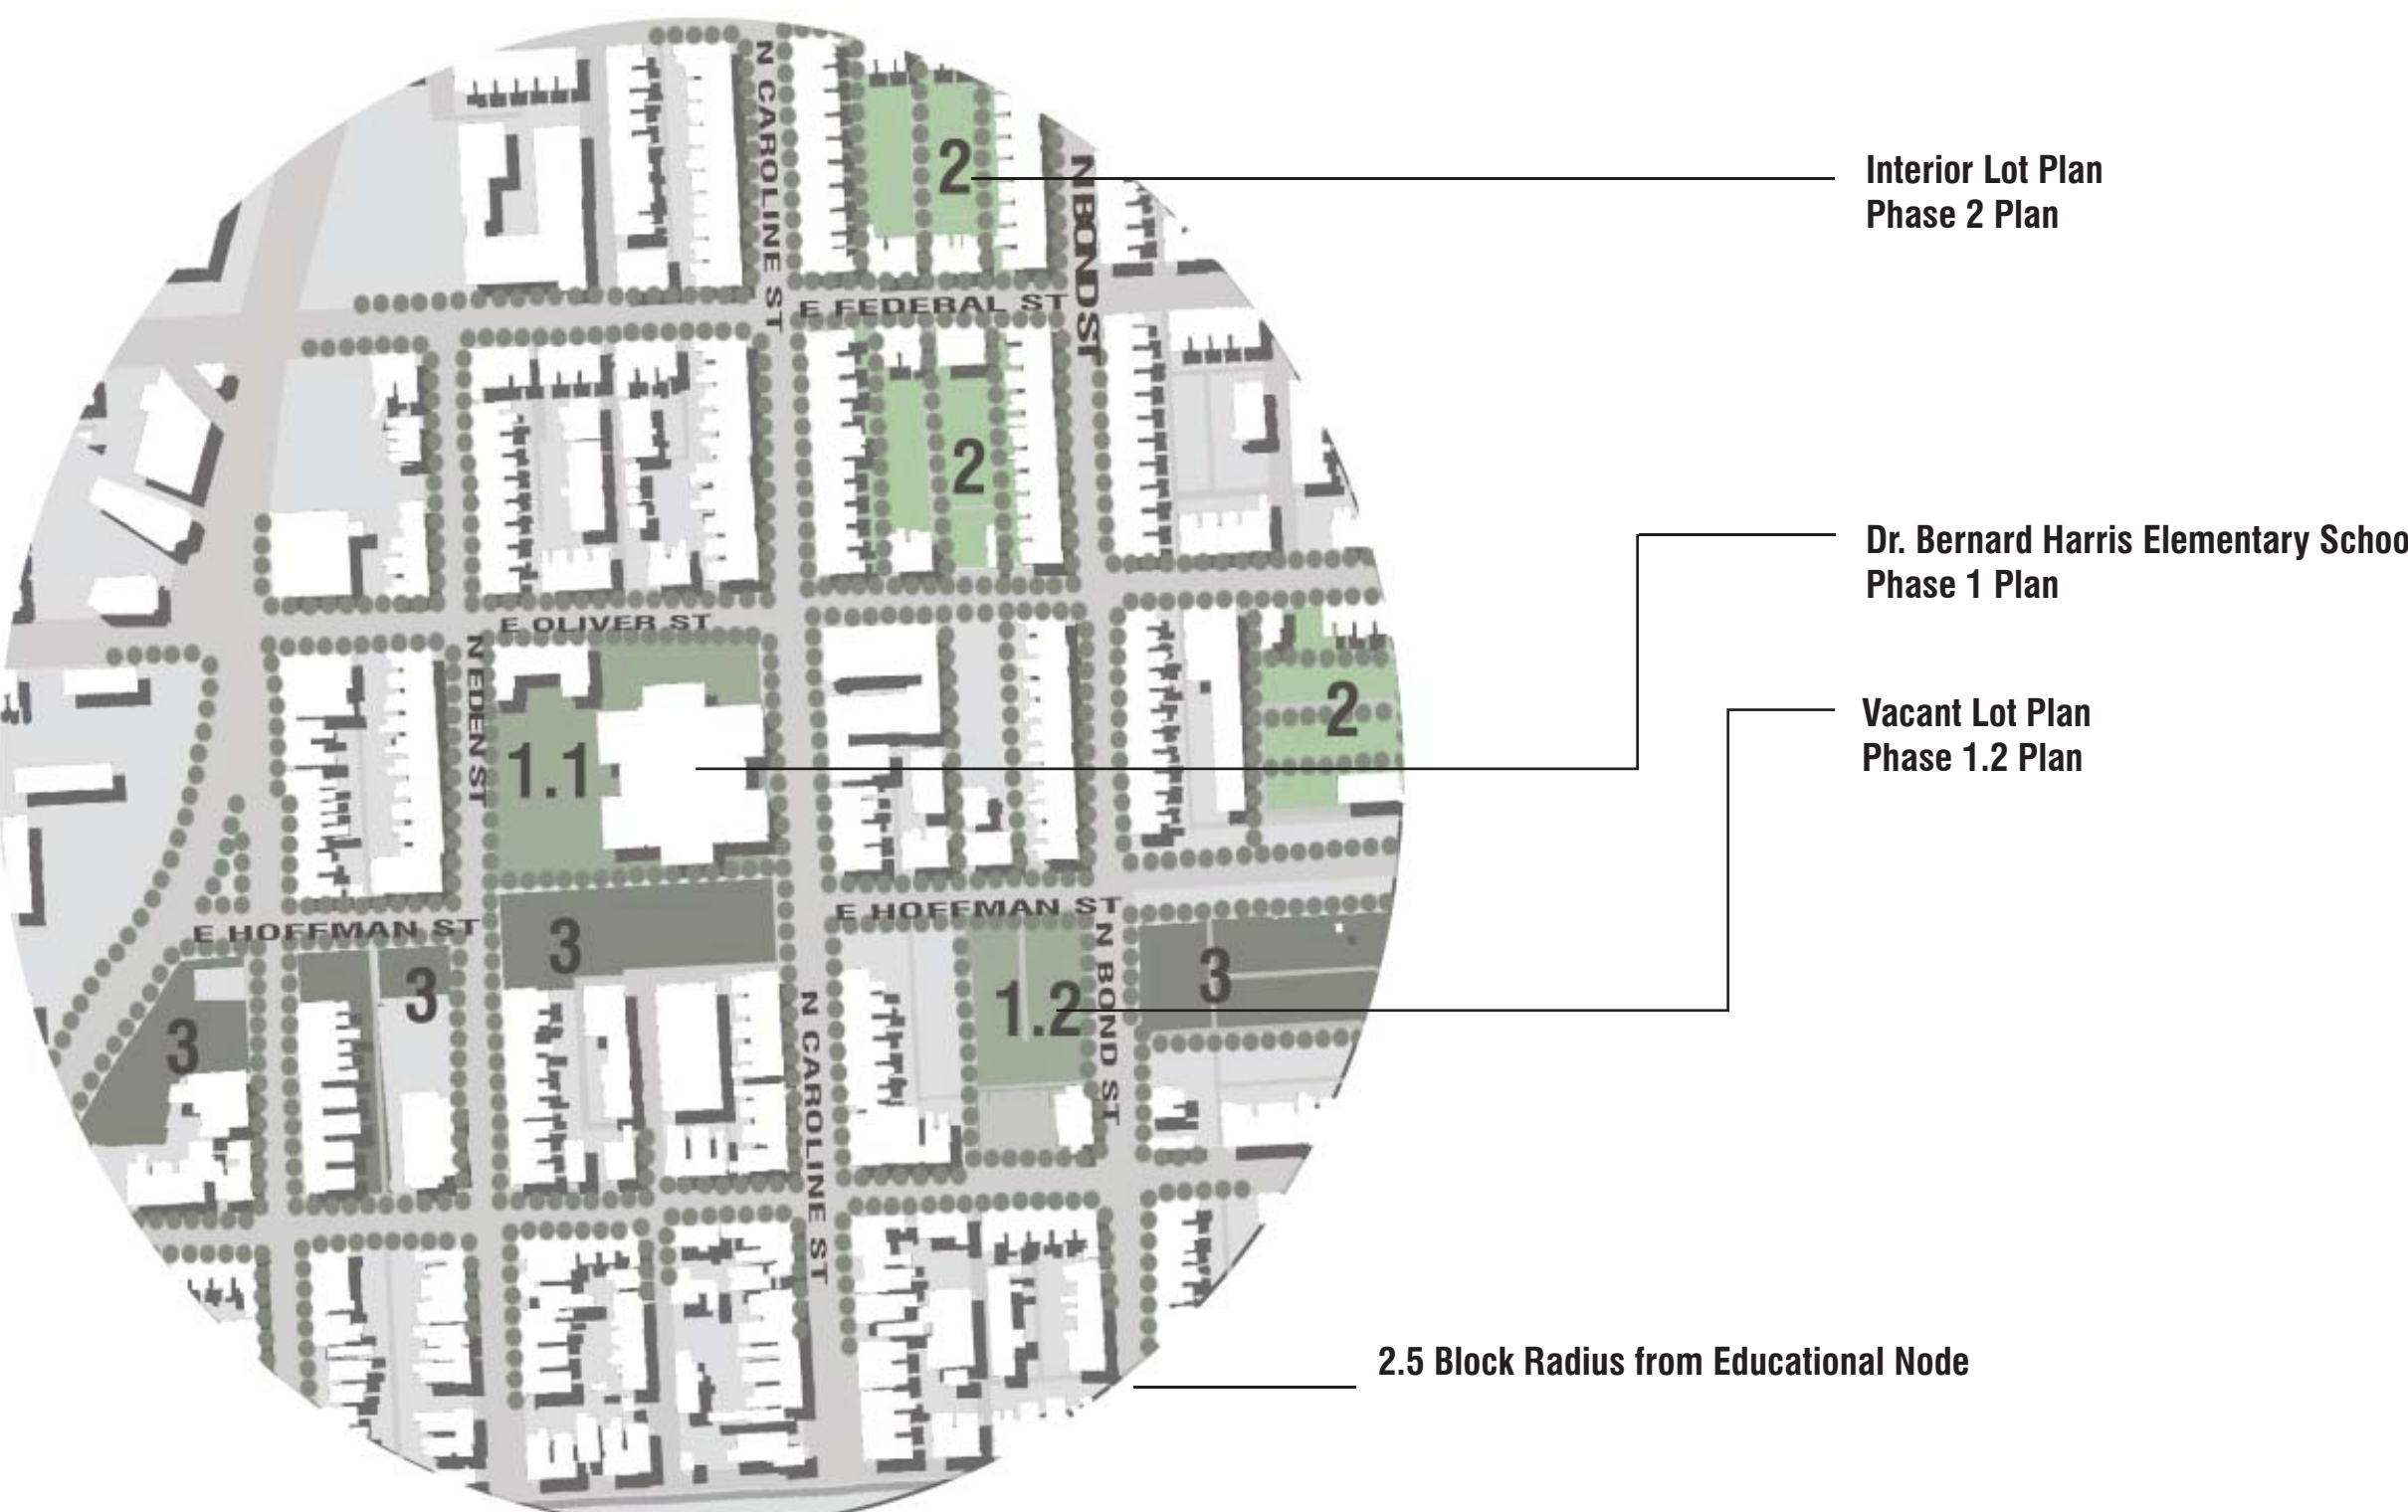 N CAROLINE ST
2
N BOND ST
Interior Lot Plan
Phase 2 Plan
E FEDERAL ST
2
Dr. Bernard Harris Elementary Schoo
Phase 1 Plan
E OLIVER ST
N EDEN ST
1.1
2
Vacant Lot Plan
Phase 1.2 Plan
E HOFFMAN ST
E HOFFMAN ST
3
3
3
3
1.2
N BOND ST
N CAROLINE ST
2.5 Block Radius from Educational Node